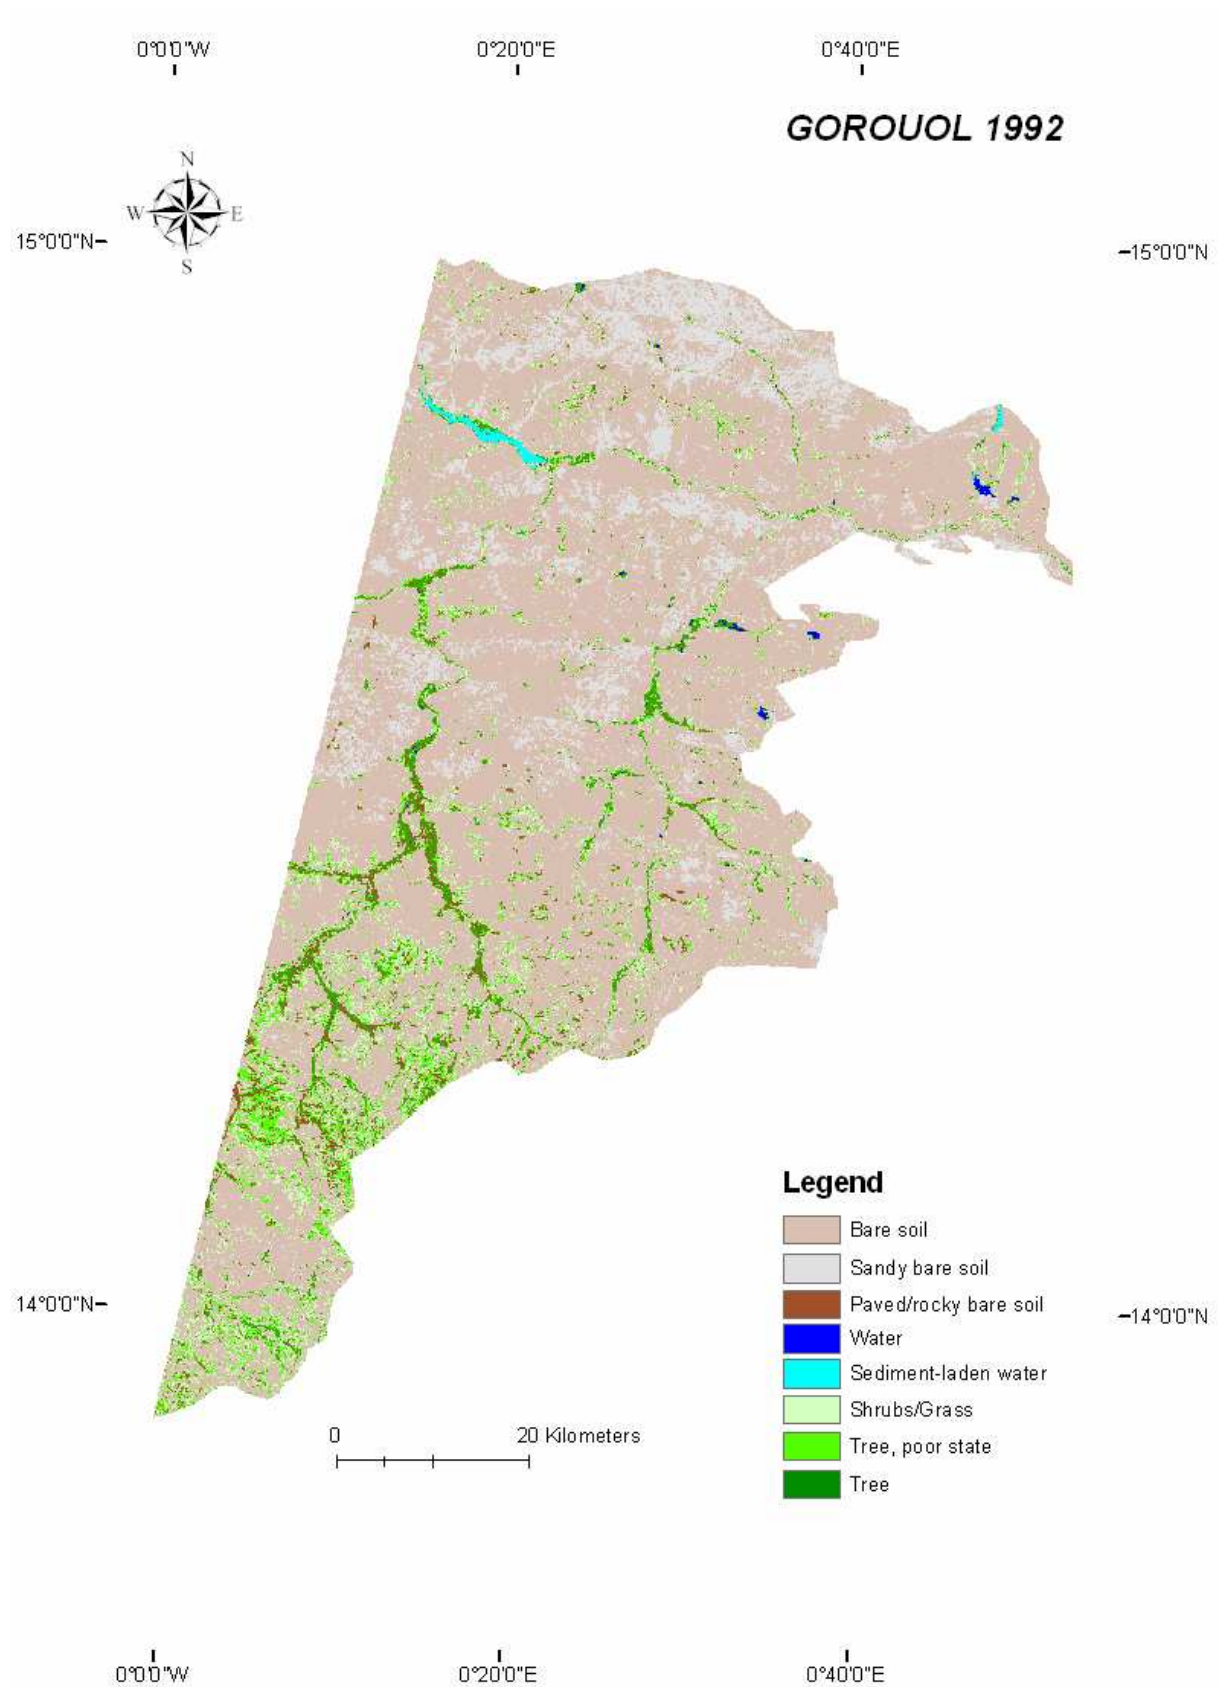 0°0'0"W 0°20'0"E 0°40'0"E
GOROUOL 1992
N
W E
S
15°0'0"N 15°0'0"N
Legend
Bare soil
Sandy bare soil
14°0'0"N Paved/rocky bare soil 14°0'0"N
Water
Sediment-laden water
Shrubs/Grass
0 20 Kilometers
Tree, poor state
Tree
0°0'0"W 0°20'0"E 0°40'0"E